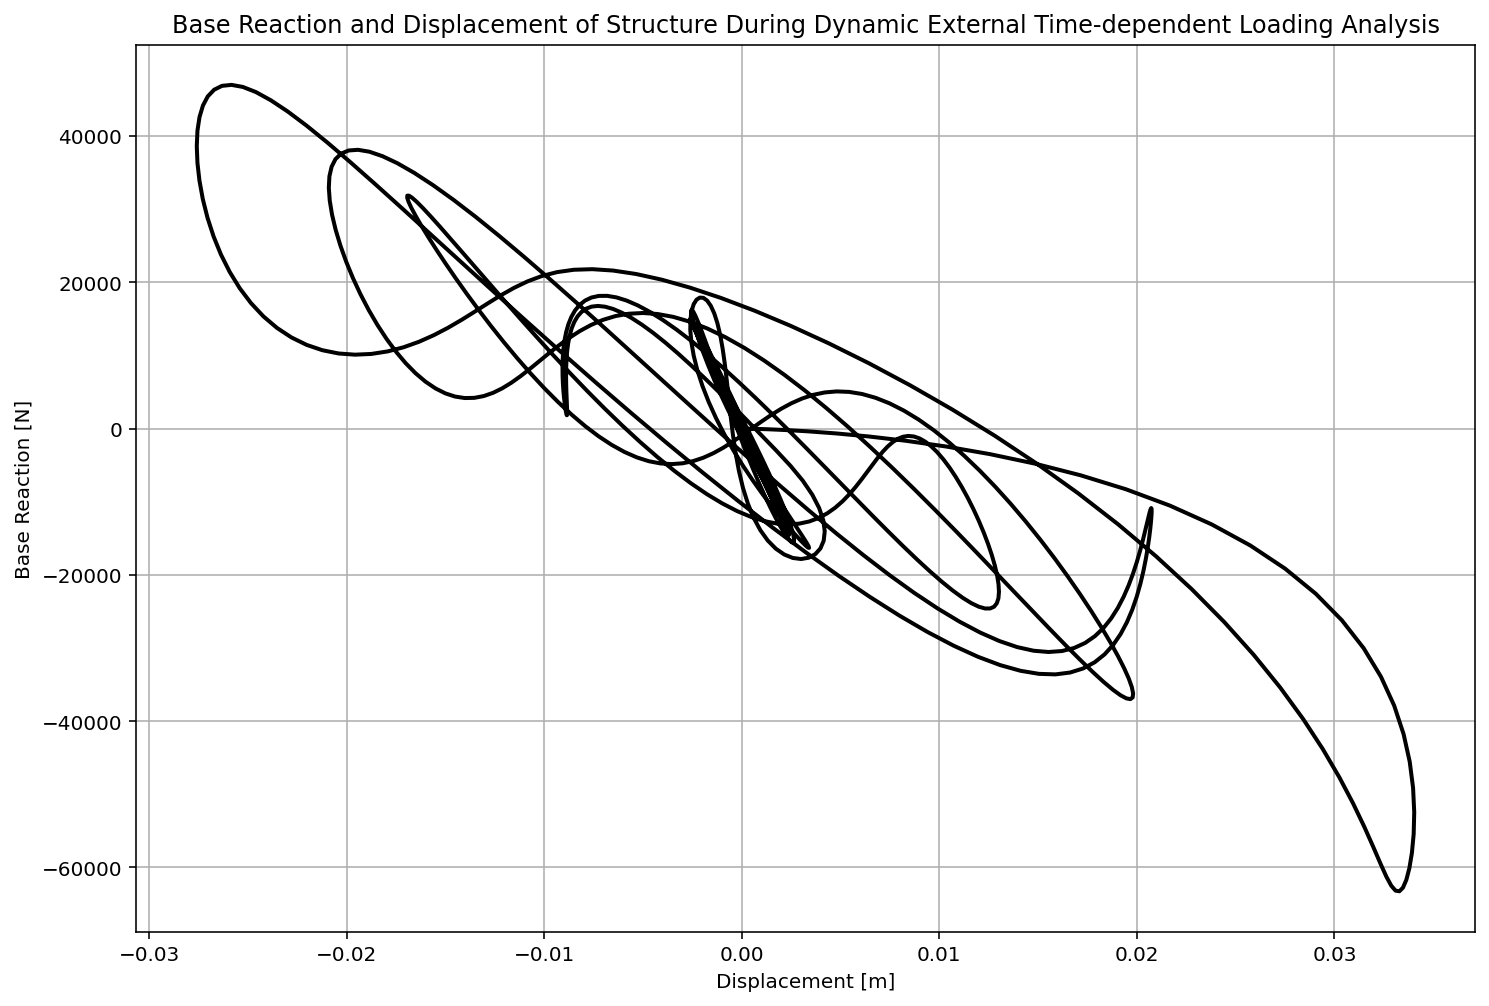 Base Reaction and Displacement of Structure During Dynamic External Time-dependent Loading Analysis
Base Reaction [N]
40000
20000
0
−20000
−40000
−60000
−0.03 −0.02 −0.01 0.00 0.01 0.02 0.03
Displacement [m]